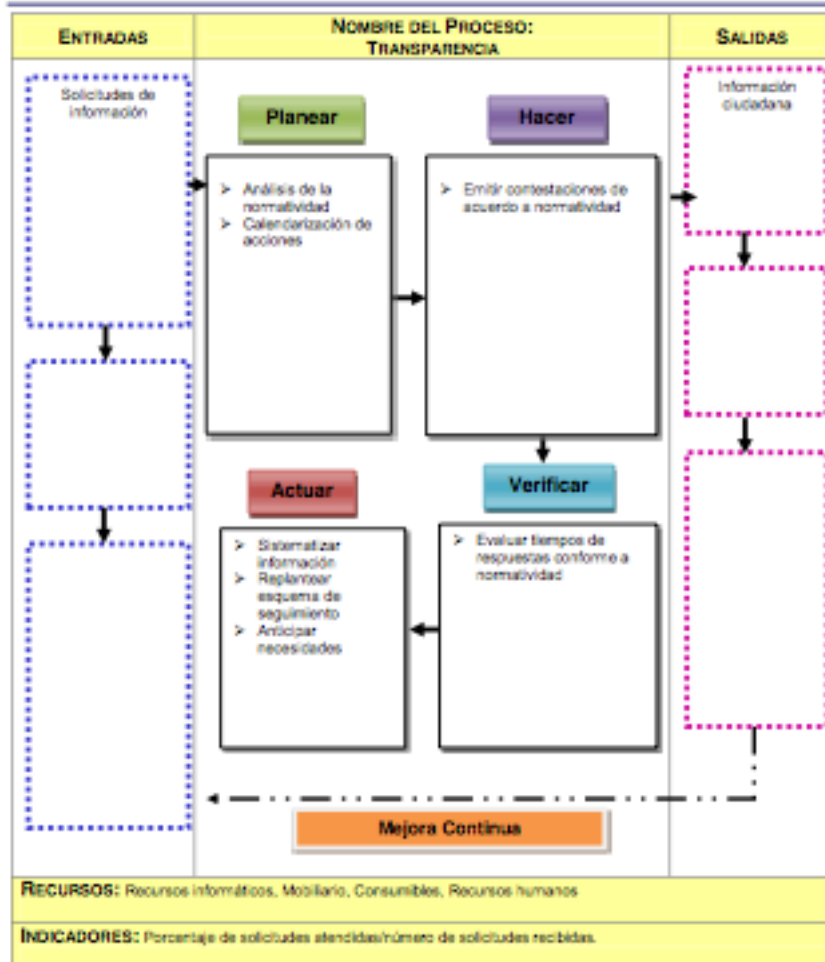 ENTRADAS
NOMBRE DEL PROCESO:
TRANSPARENCIA
SALIDAS
Solicitudes de
información
Planear
➢ Análisis de la
normatividad
➢ Calendarización de
acciones
Hacer
➢ Emitir contestaciones de
acuerdo a normatividad
Información
ciudadana
Actuar
➢ Sistematizar
información
➢ Replantear
esquema de
seguimiento
➢ Anticipar
necesidades
Verificar
➢ Evaluar tiempos de
respuestas conforme a
normatividad
Mejora Continua
RECURSOS: Recursos informáticos, Mobiliario, Consumibles, Recursos humanos
INDICADORES: Porcentaje de solicitudes atendidas/número de solicitudes recibidas.